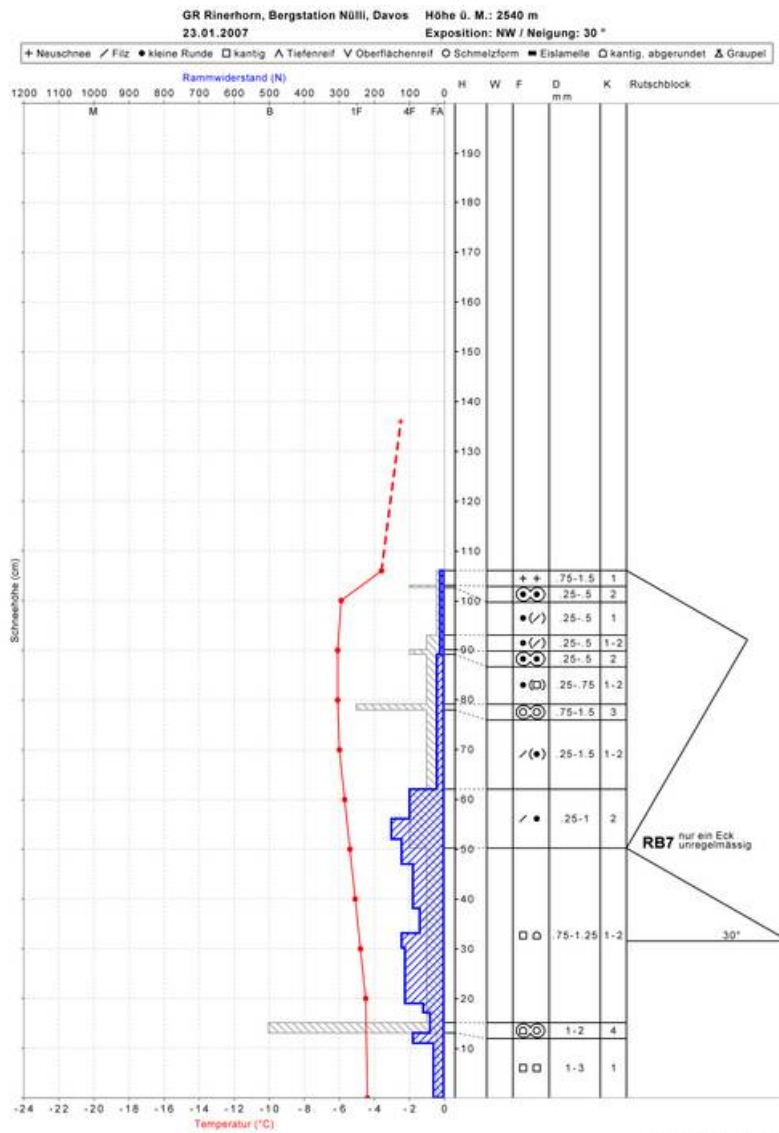 GR Rinerhorn, Bergstation Nülli, Davos Höhe ü. M.: 2540 m
23.01.2007 Exposition: NW / Neigung: 30 °
+ Neuschnee / Filz ● kleine Runde □ kantig Λ Tiefenreif V Oberflächenreif ○ Schmelzform ▬ Eislamelle kantig, abgerundet Graupel
Rammwiderstand (N)
1200 1100 1000 900 800 700 600 500 400 300 200 100 0 H W F D K Rutschblock
mm
M B 1F 4F FA
190
180
170
160
150
140
130
120
110
+ + .75-1.5 1
100
.25-.5 2
●(/) .25-.5 1
●(/) .25-.5 1-2
90
.25-.5 2
●(□) .25-.75 1-2
80
.75-1.5 3
70
/(●) .25-1.5 1-2
60
/ ● .25-1 2
50
RB7 nur ein Eck
unregelmässig
40
.75-1.25 1-2
30
30°
20
1-2 4
10
□ □ 1-3 1
Schneehöhe (cm)
-24 -22 -20 -18 -16 -14 -12 -10 -8 -6 -4 -2 0
Temperatur (°C)